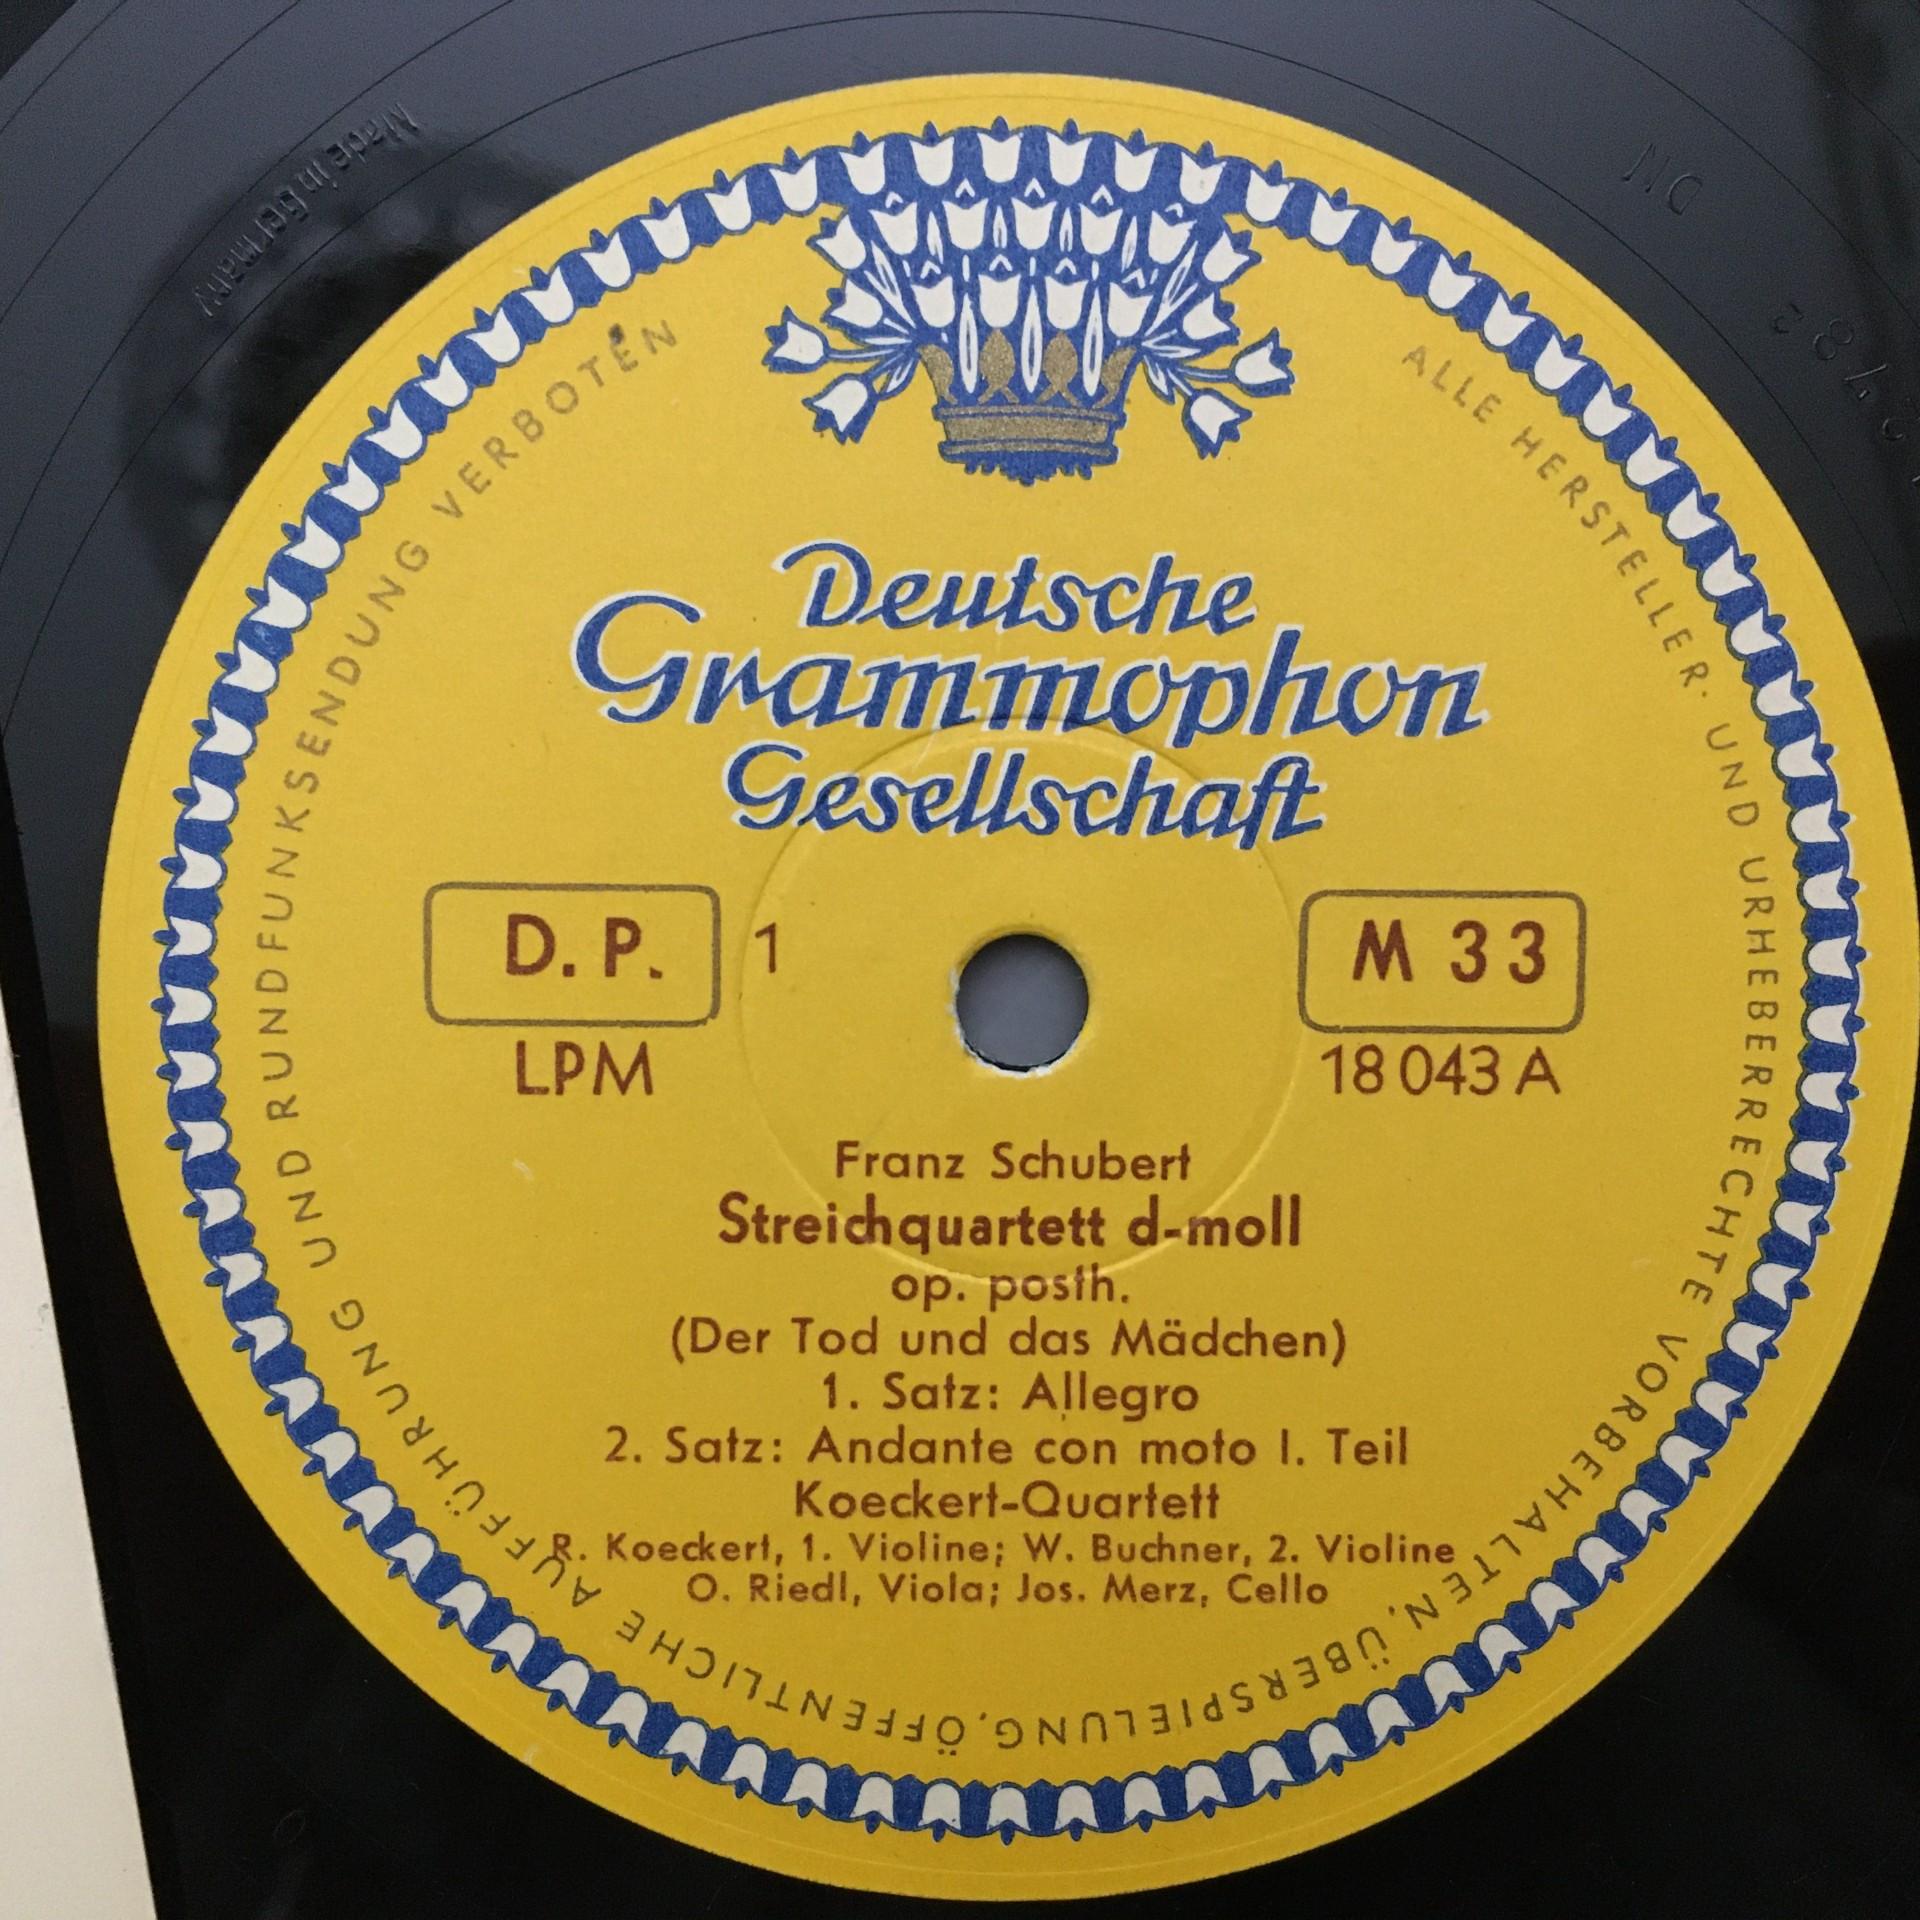 Deutsche
Grammophon
Gesellschaft
D. P. 1 M 33
LPM 18 043 A
Franz Schubert
Streichquartett d-moll
op. posth.
(Der Tod und das Mädchen)
1. Satz: Allegro
2. Satz: Andante con moto I. Teil
Koeckert-Quartett
R. Koeckert, 1. Violine; W. Buchner, 2. Violine
O. Riedl, Viola; Jos. Merz, Cello
ALLE HERSTELLER- UND URHEBERRECHTE VORBEHALTEN, ÜBERSPIELUNG, ÖFFENTLICHE AUFFÜHRUNG UND RUNDFUNKSENDUNG VERBOTEN
Made in Germany